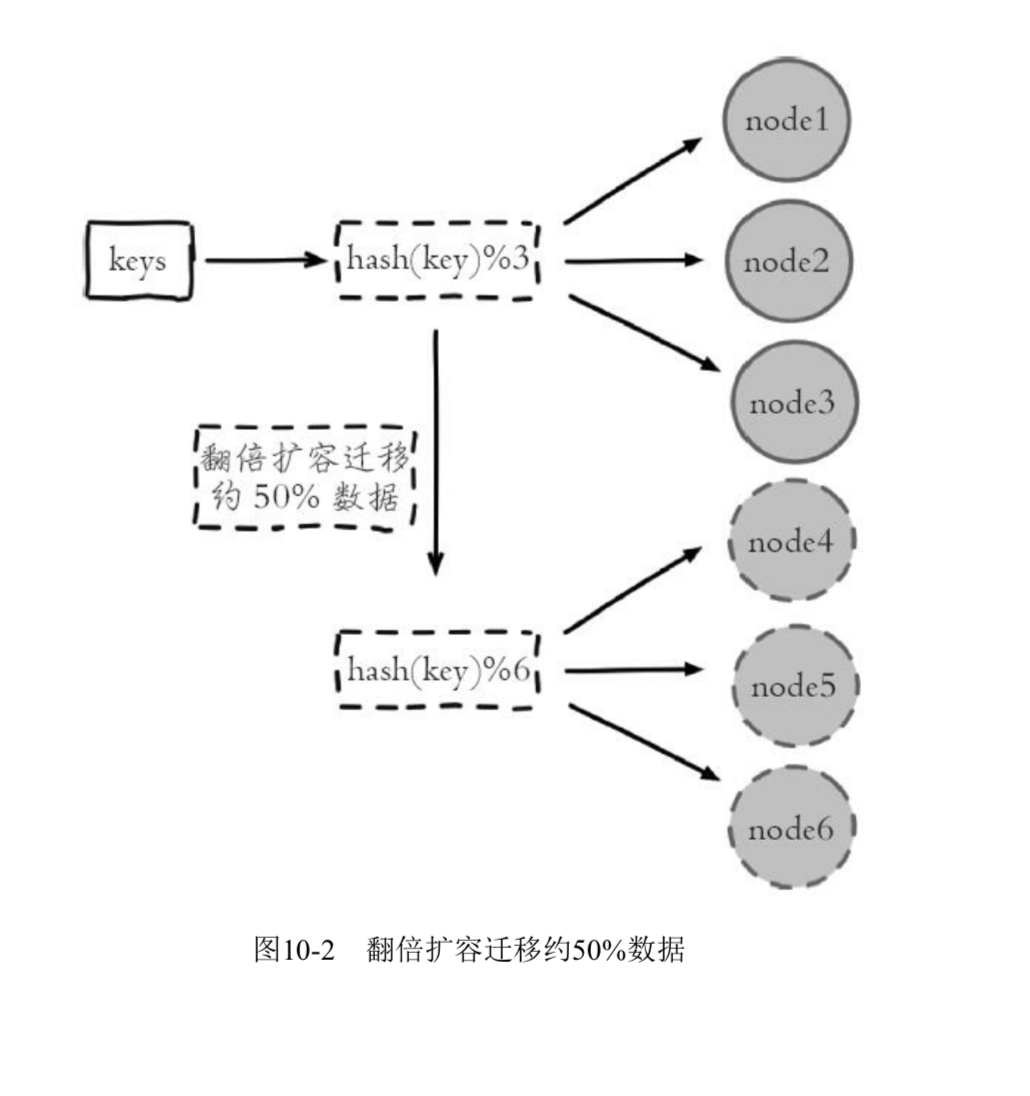 node1
keys
hash(key)%3
node2
node3
翻倍扩容迁移
约 50% 数据
node4
hash(key)%6
node5
node6
图10-2 翻倍扩容迁移约50%数据